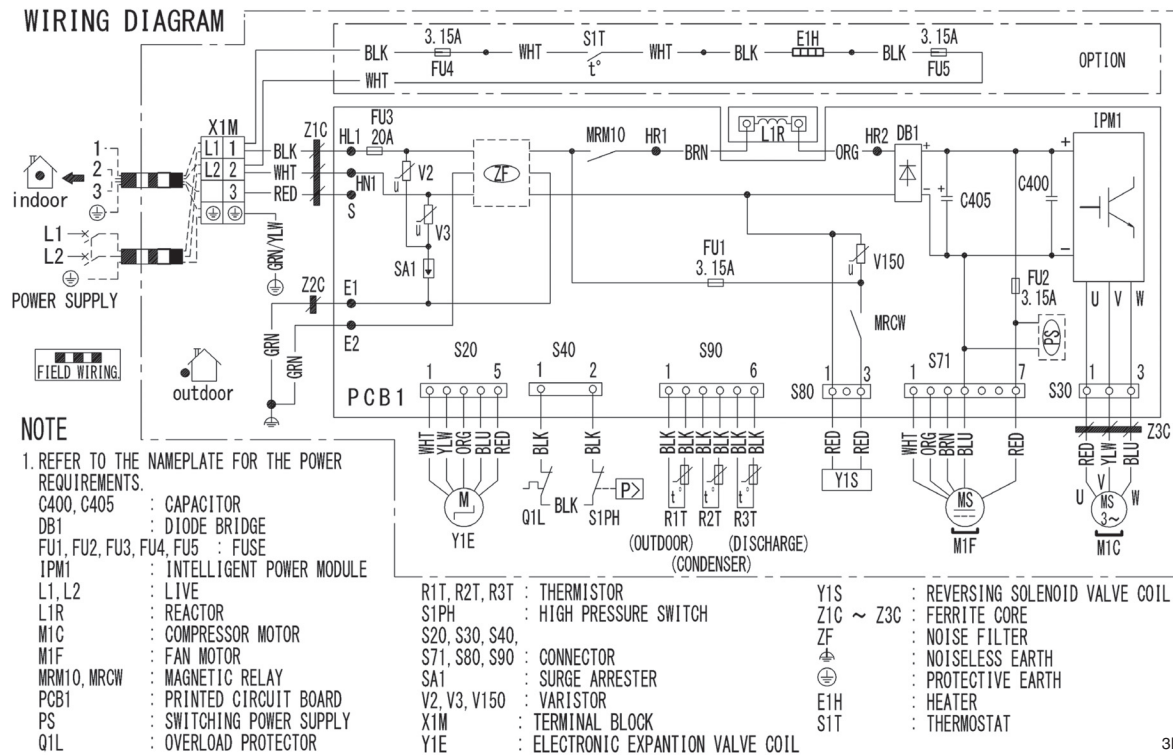 WIRING DIAGRAM
3.15A S1T E1H 3.15A
BLK WHT WHT BLK BLK
FU4 t° FU5
OPTION
WHT
X1M
L1 1
L2 2
3
Z1C HL1 FU3
20A
BLK
WHT
RED
HN1
S
V2
u
V3
u
SA1
ZF
MRM10 HR1 BRN L1R ORG HR2 DB1
+
-
+ C405
C400
IPM1
+
-
1
2
3
indoor
L1
L2
POWER SUPPLY
GRN/YLW
Z2C E1
E2
GRN
GRN
FU1
3.15A
u V150
MRCW
FU2
3.15A
PS
U V W
FIELD WIRING.
outdoor
PCB1
S20
1 5
S40
1 2
S90
1 6
S80 1 3
S71
1 7
S30 1 3
Z3C
WHT YLW ORG BLU RED
BLK BLK
BLK BLK BLK BLK
RED RED
WHT ORG BRN BLU RED
RED YLW BLU
M
Y1E
Q1L BLK S1PH
P>
t° t° t°
R1T R2T R3T
(OUTDOOR) (DISCHARGE)
(CONDENSER)
Y1S
MS
M1F
U V W
MS
3~
M1C
NOTE
1. REFER TO THE NAMEPLATE FOR THE POWER
REQUIREMENTS.
C400, C405 : CAPACITOR
DB1 : DIODE BRIDGE
FU1, FU2, FU3, FU4, FU5 : FUSE
IPM1 : INTELLIGENT POWER MODULE
L1, L2 : LIVE
L1R : REACTOR
M1C : COMPRESSOR MOTOR
M1F : FAN MOTOR
MRM10, MRCW : MAGNETIC RELAY
PCB1 : PRINTED CIRCUIT BOARD
PS : SWITCHING POWER SUPPLY
Q1L : OVERLOAD PROTECTOR
R1T, R2T, R3T : THERMISTOR
S1PH : HIGH PRESSURE SWITCH
S20, S30, S40,
S71, S80, S90 : CONNECTOR
SA1 : SURGE ARRESTER
V2, V3, V150 : VARISTOR
X1M : TERMINAL BLOCK
Y1E : ELECTRONIC EXPANTION VALVE COIL
Y1S : REVERSING SOLENOID VALVE COIL
Z1C ~ Z3C : FERRITE CORE
ZF : NOISE FILTER
: NOISELESS EARTH
: PROTECTIVE EARTH
E1H : HEATER
S1T : THERMOSTAT